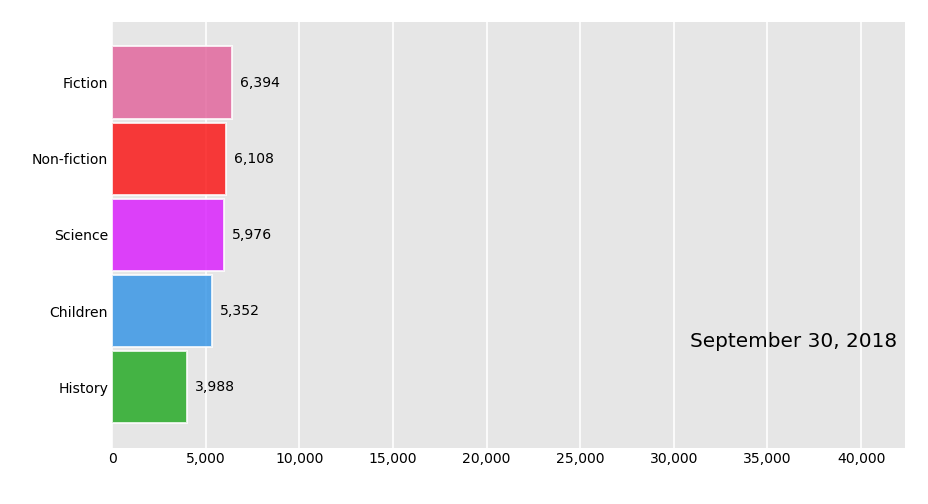 Fiction 6,394
Non-fiction 6,108
Science 5,976
Children 5,352
September 30, 2018
History 3,988
0 5,000 10,000 15,000 20,000 25,000 30,000 35,000 40,000